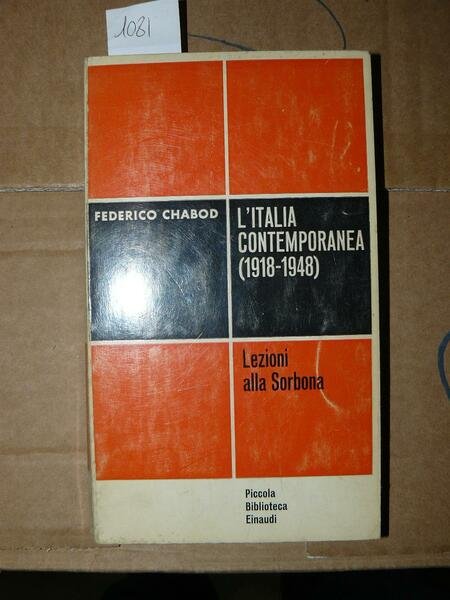 1081
FEDERICO CHABOD
L'ITALIA
CONTEMPORANEA
(1918-1948)
Lezioni
alla Sorbona
Piccola
Biblioteca
Einaudi